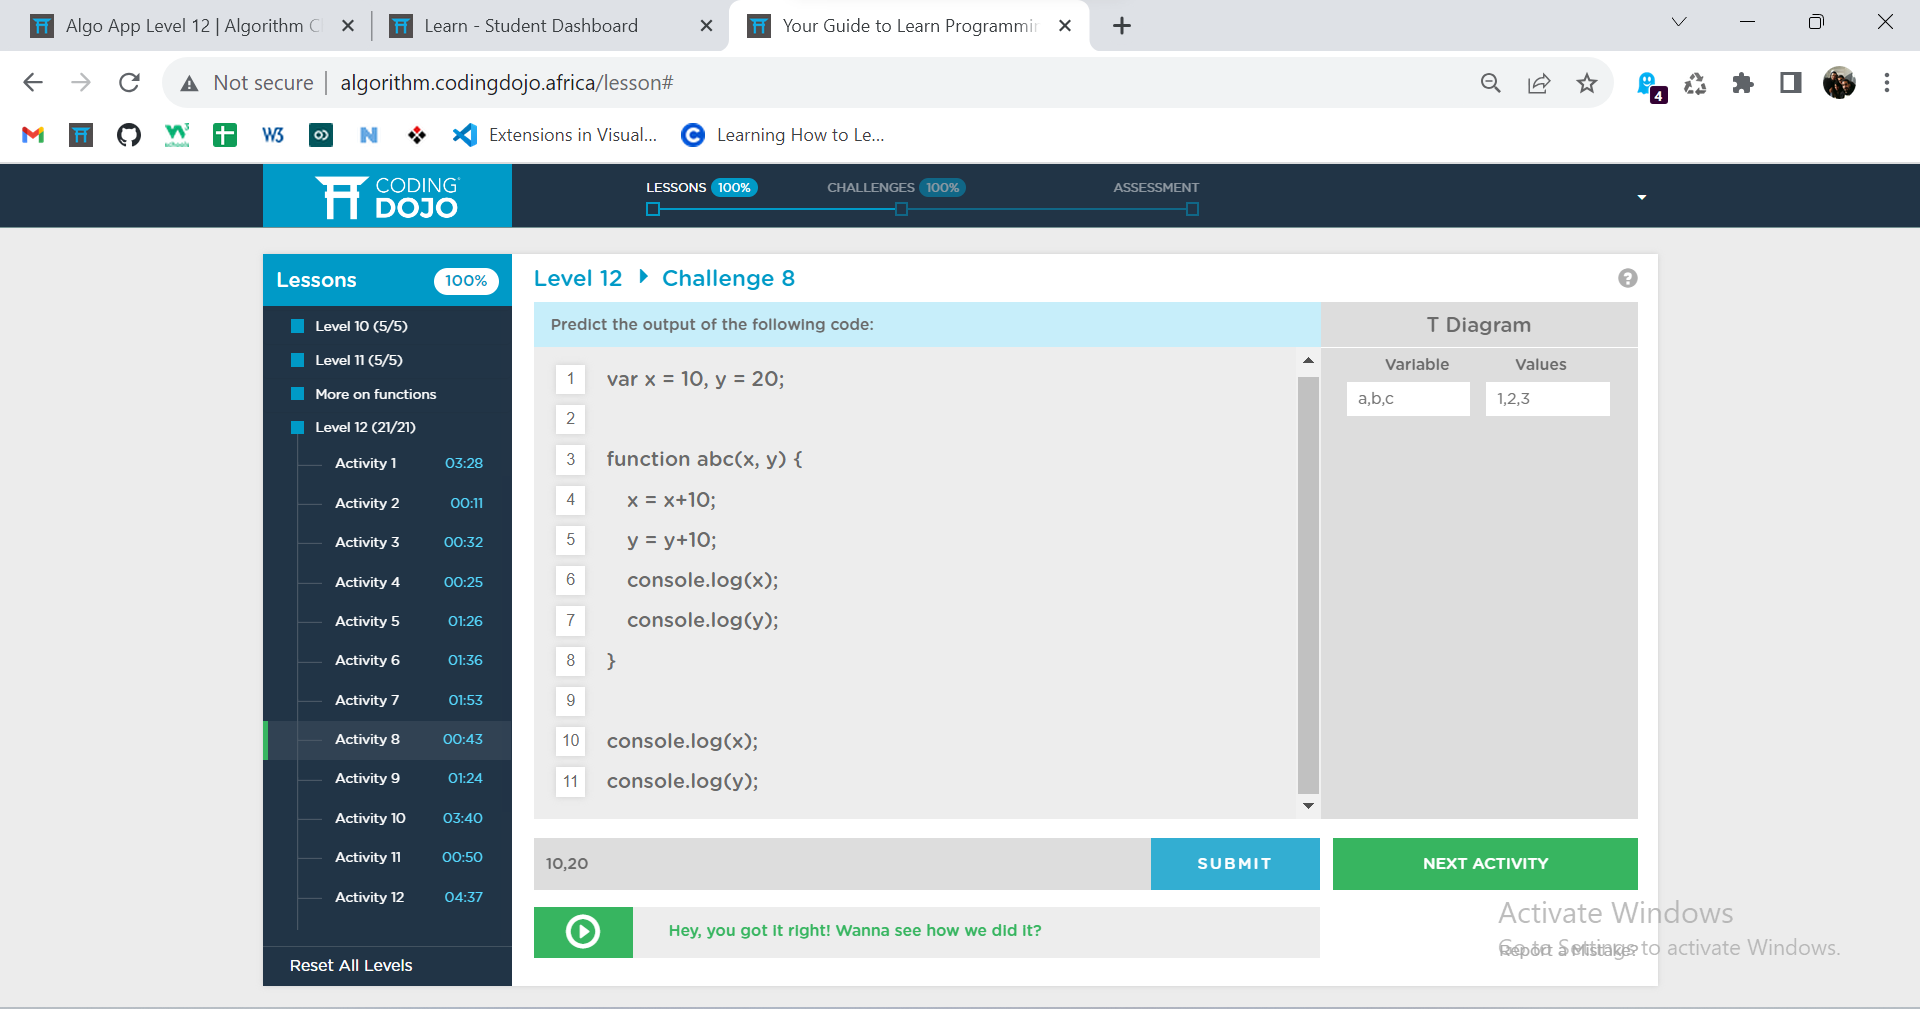 Algo App Level 12 | Algorithm C
Learn - Student Dashboard
Your Guide to Learn Programmin
Not secure
algorithm.codingdojo.africa/lesson#
4
W3 schools
W3
N
Extensions in Visual...
C
Learning How to Le...
CODING DOJO
LESSONS 100%
CHALLENGES 100%
ASSESSMENT
Lessons 100%
Level 10 (5/5)
Level 11 (5/5)
More on functions
Level 12 (21/21)
Activity 1 03:28
Activity 2 00:11
Activity 3 00:32
Activity 4 00:25
Activity 5 01:26
Activity 6 01:36
Activity 7 01:53
Activity 8 00:43
Activity 9 01:24
Activity 10 03:40
Activity 11 00:50
Activity 12 04:37
Reset All Levels
Level 12 Challenge 8
?
Predict the output of the following code:
1 var x = 10, y = 20;
2
3 function abc(x, y) {
4 x = x+10;
5 y = y+10;
6 console.log(x);
7 console.log(y);
8 }
9
10 console.log(x);
11 console.log(y);
T Diagram
Variable Values
a,b,c 1,2,3
10,20
SUBMIT
NEXT ACTIVITY
Hey, you got it right! Wanna see how we did it?
Activate Windows
Go to Settings to activate Windows.
Report a Mistake?